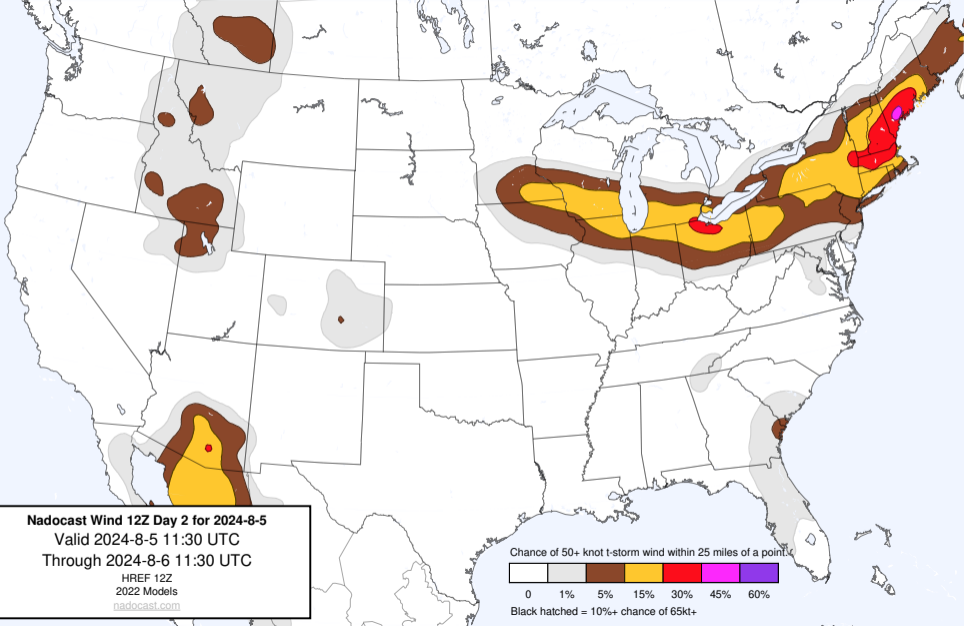 Nadocast Wind 12Z Day 2 for 2024-8-5
Valid 2024-8-5 11:30 UTC
Through 2024-8-6 11:30 UTC
HREF 12Z
2022 Models
nadocast.com
Chance of 50+ knot t-storm wind within 25 miles of a point.
0 1% 5% 15% 30% 45% 60%
Black hatched = 10%+ chance of 65kt+